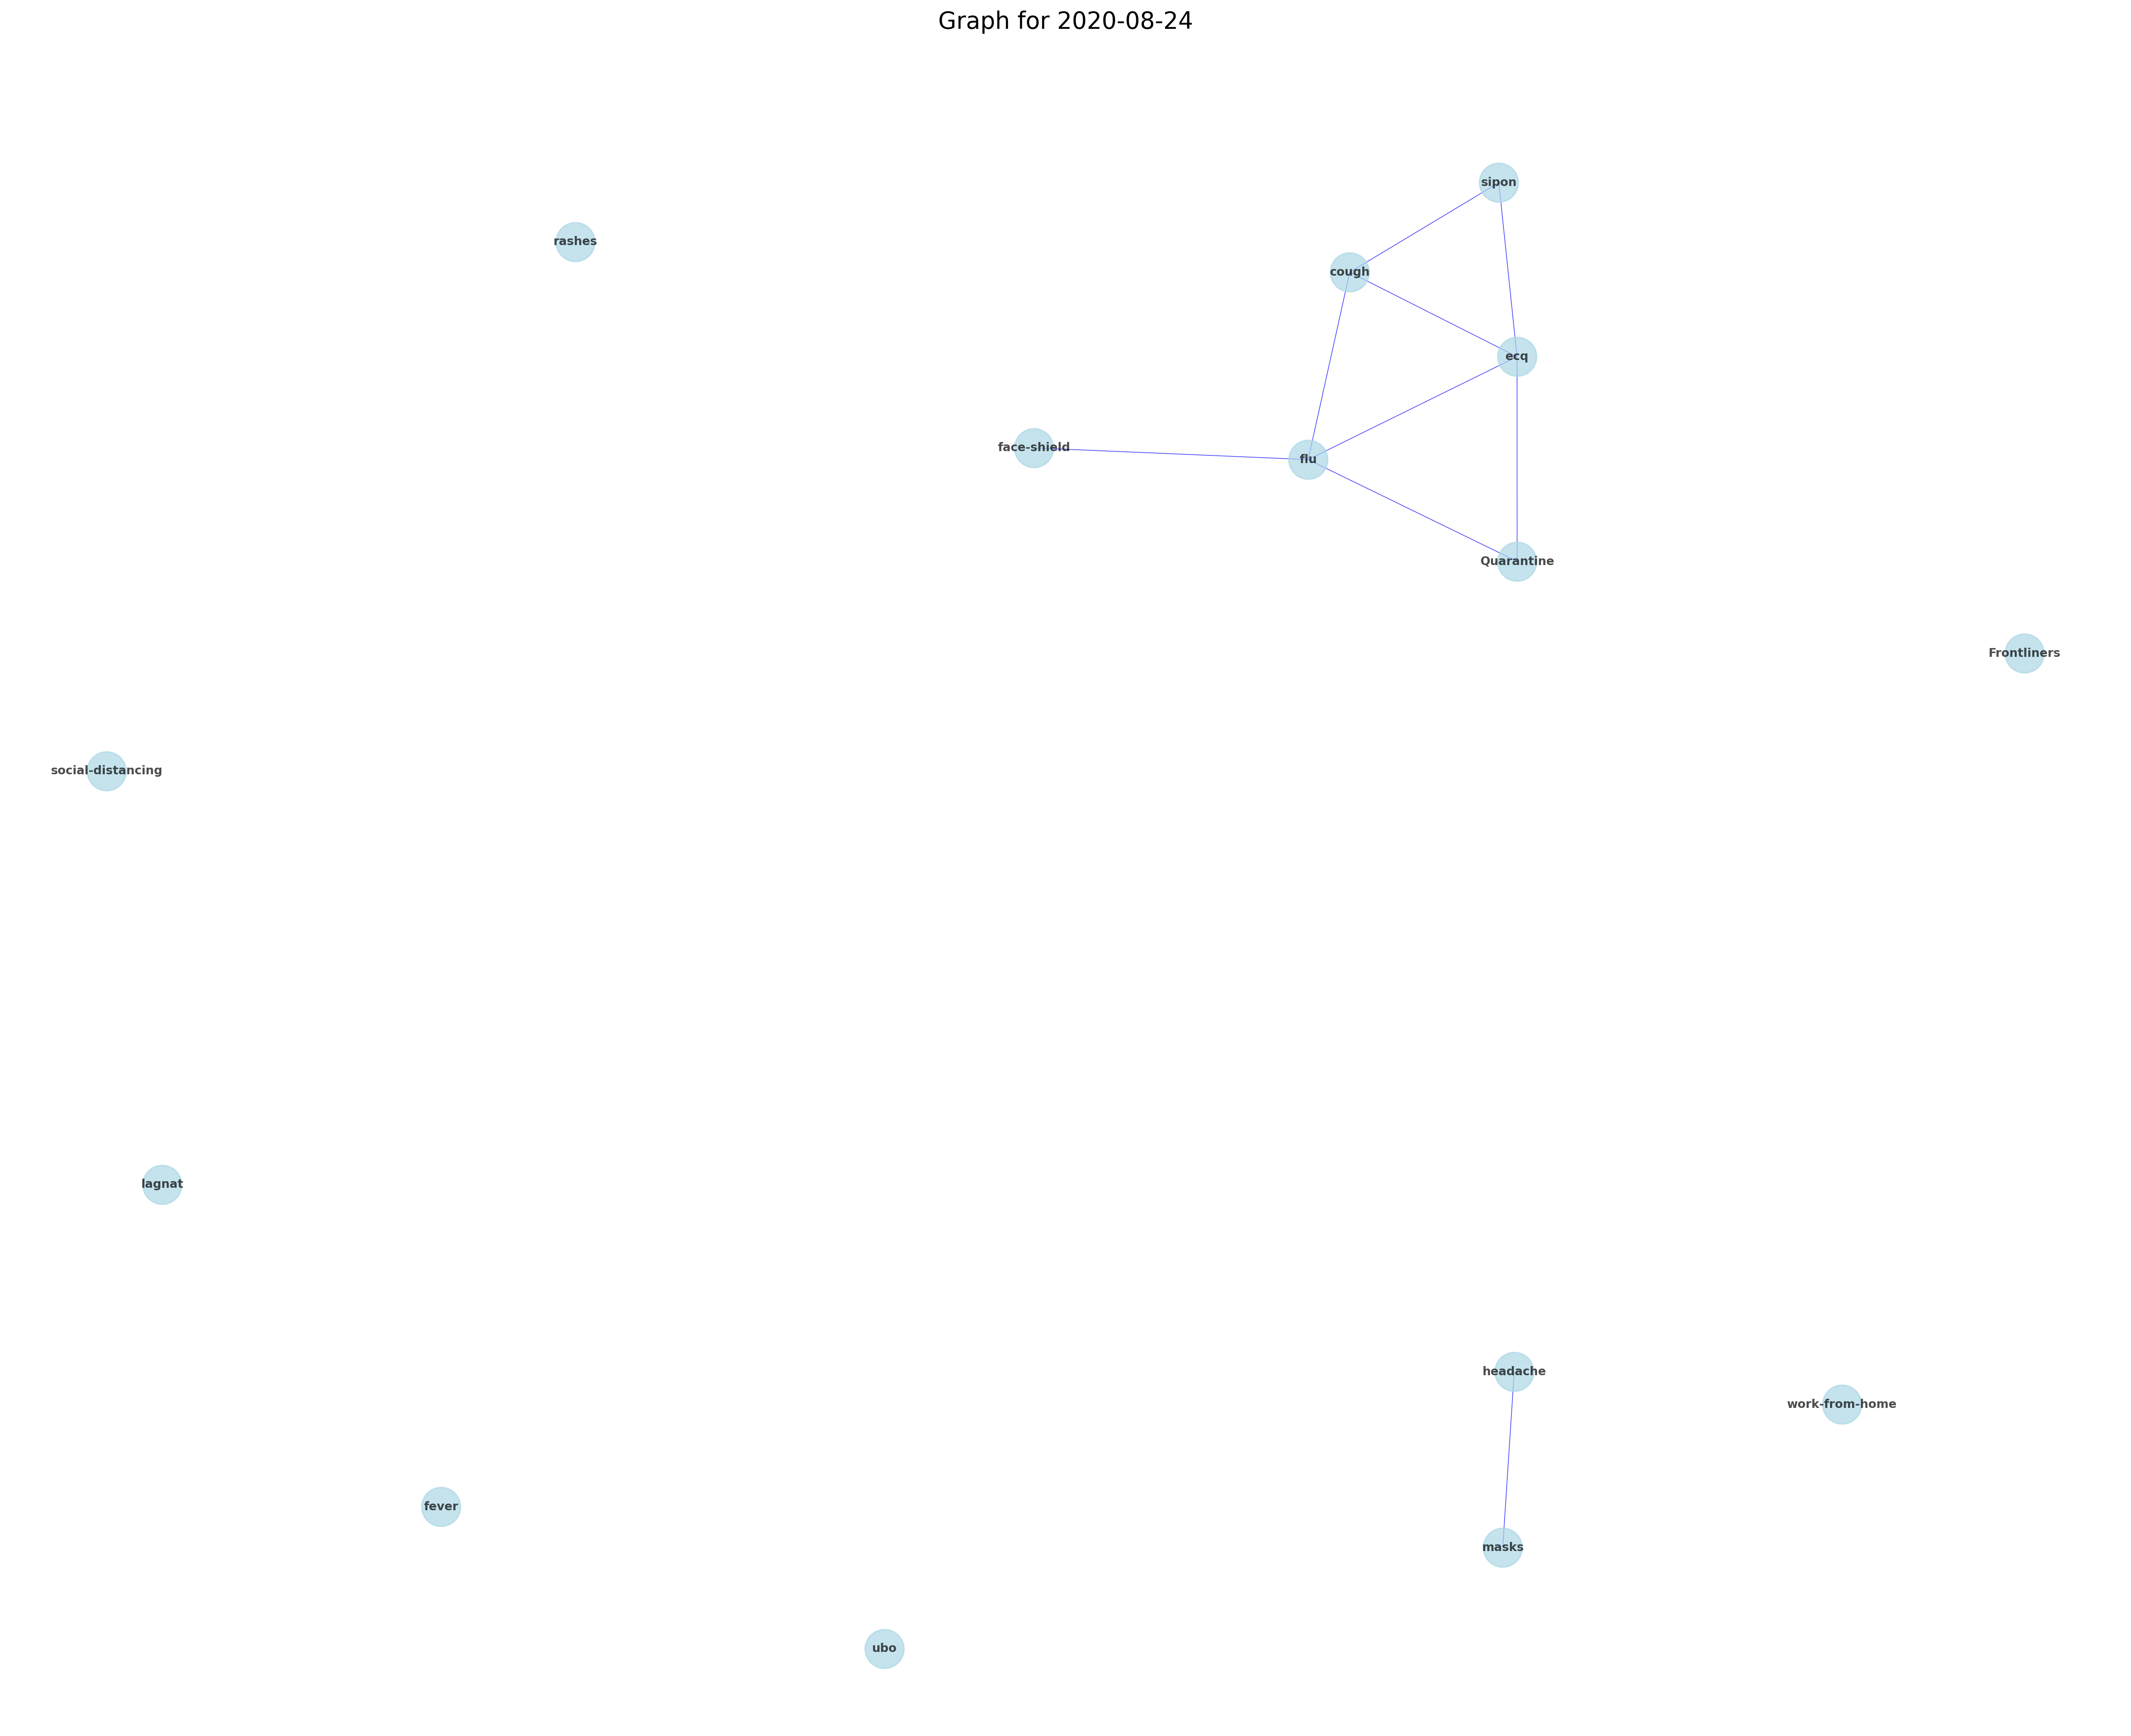 Graph for 2020-08-24
sipon
rashes
cough
ecq
face-shield
flu
Quarantine
Frontliners
social-distancing
lagnat
headache
work-from-home
fever
masks
ubo